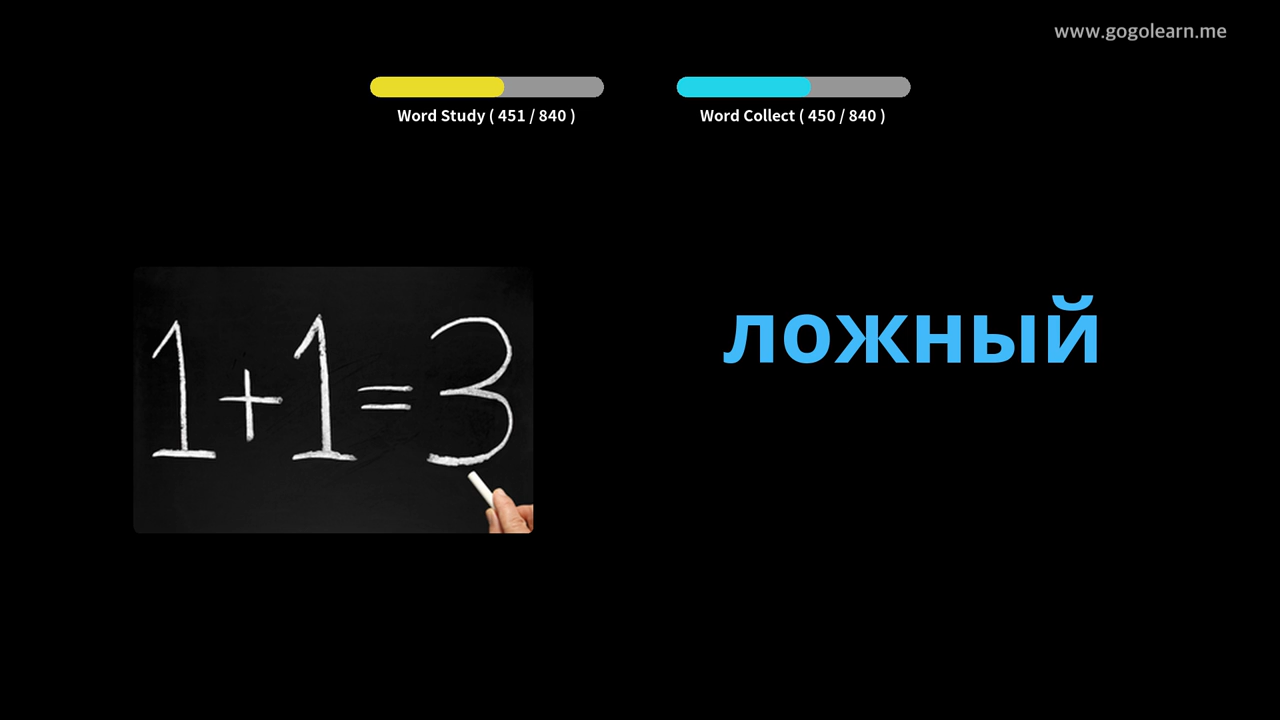 www.gogolearn.me
Word Study ( 451 / 840 )
Word Collect ( 450 / 840 )
1+1=3
ложный